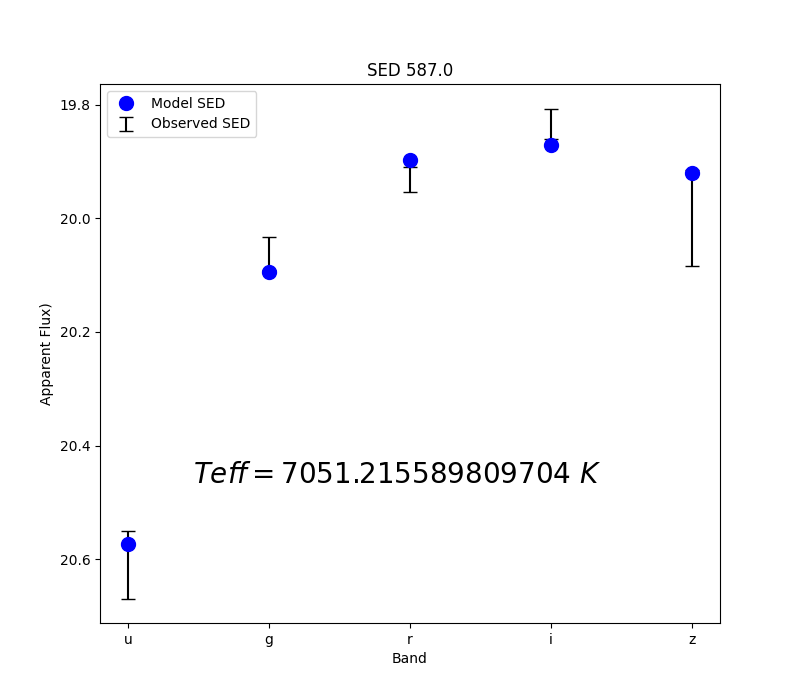 SED 587.0
Model SED
Observed SED
19.8
20.0
20.2
20.4
20.6
Apparent Flux)
Teff = 7051.215589809704 K
u g r i z
Band